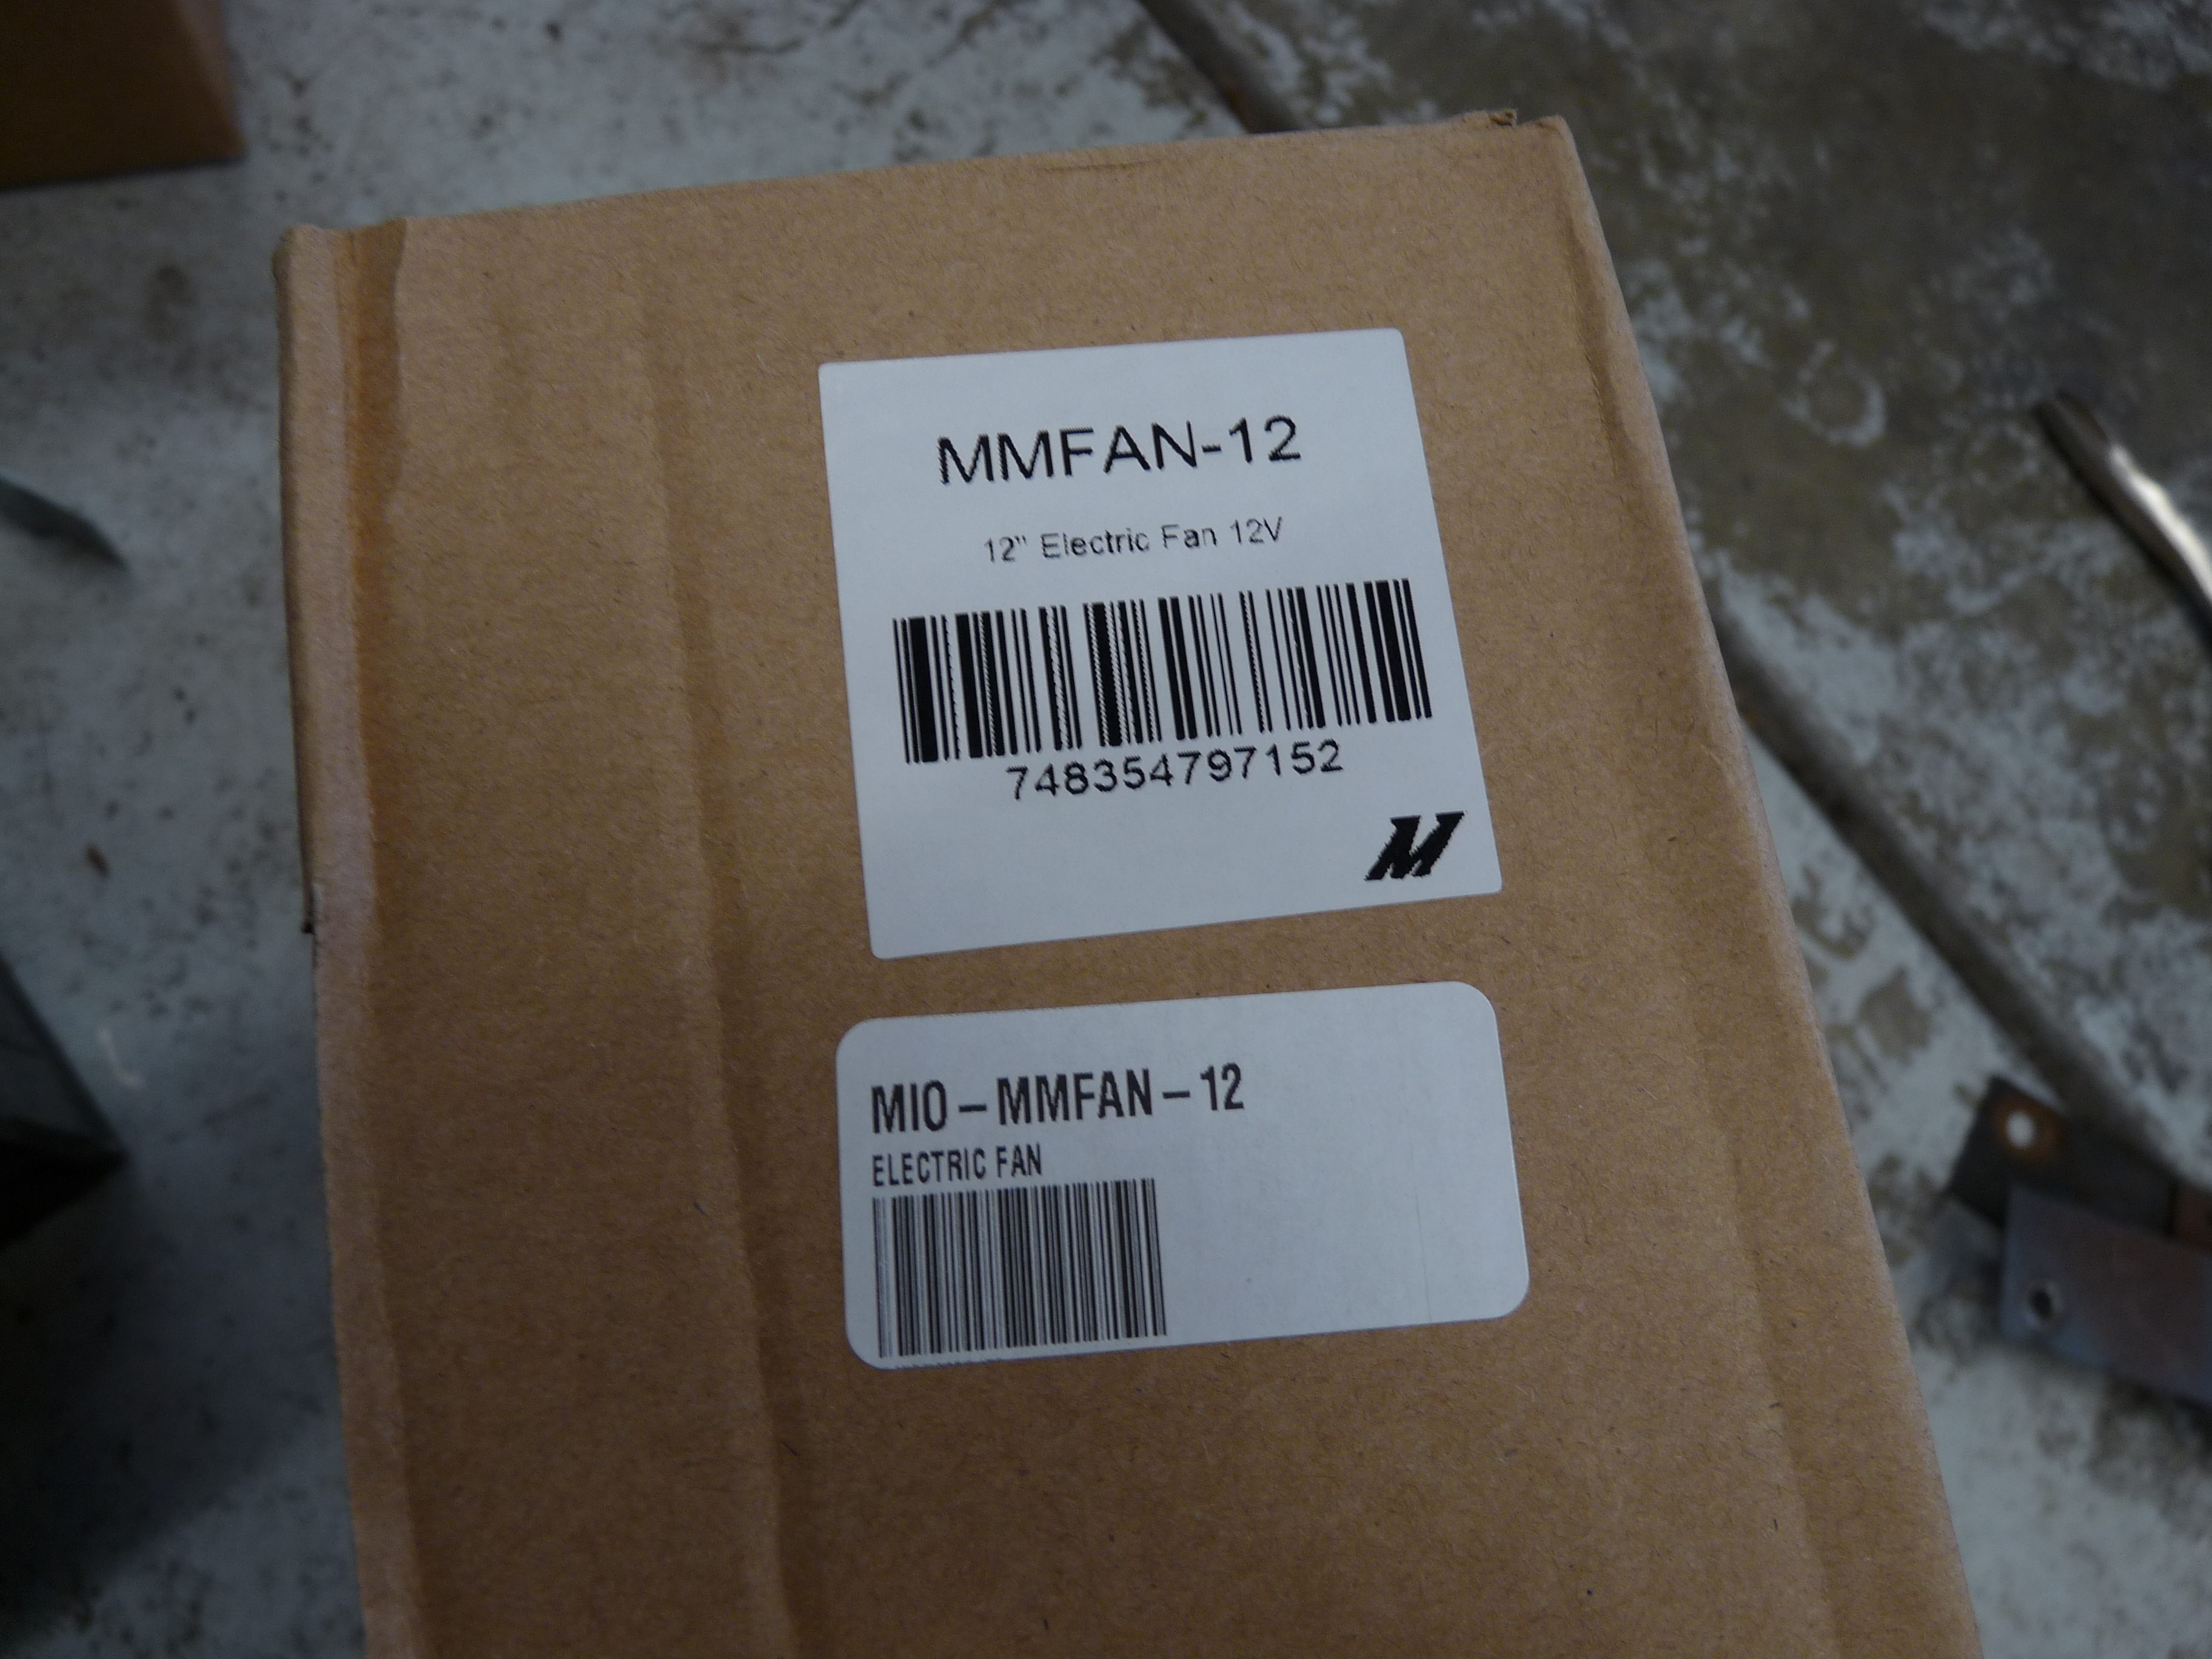 MMFAN-12
12" Electric Fan 12V
748354797152
M
MIO-MMFAN-12
ELECTRIC FAN